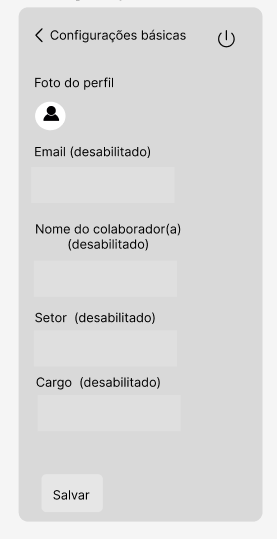 Configurações básicas
Foto do perfil
Email (desabilitado)
Nome do colaborador(a)
(desabilitado)
Setor (desabilitado)
Cargo (desabilitado)
Salvar